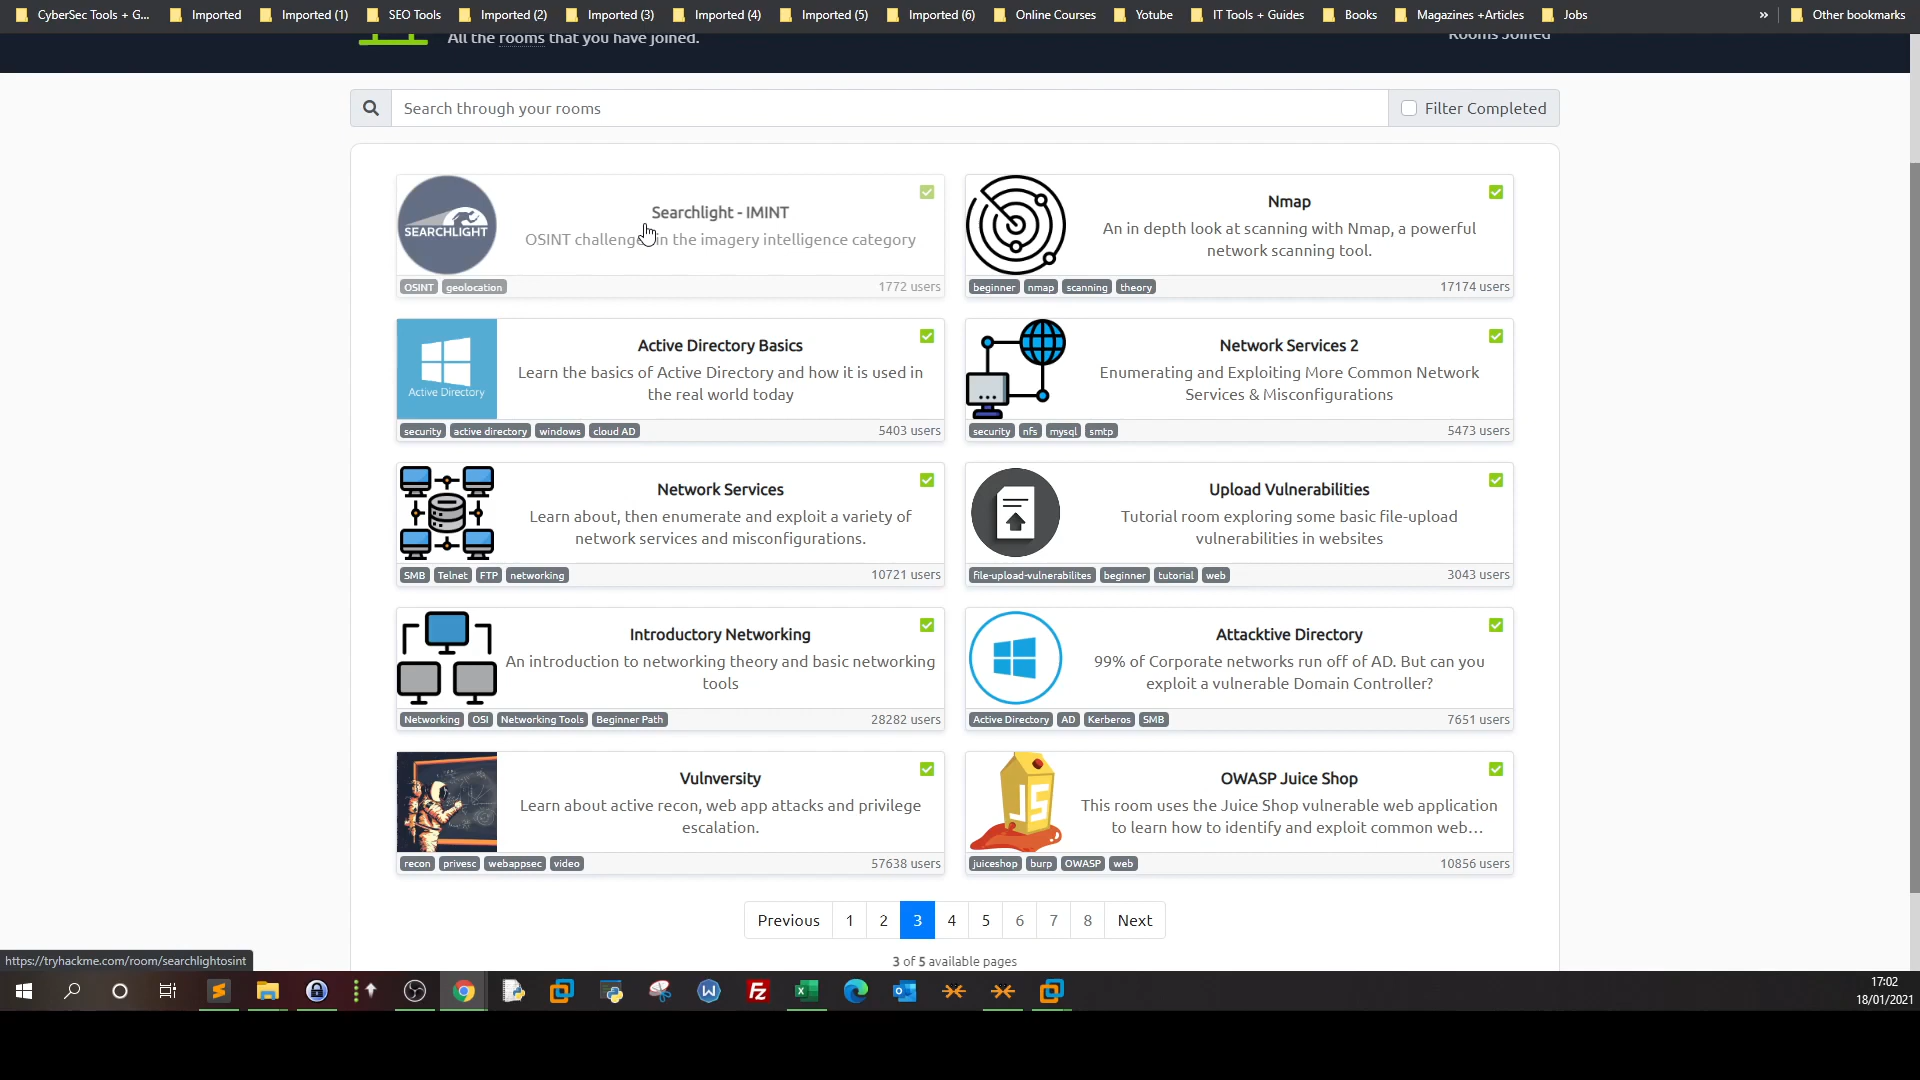 CyberSec Tools + G...
Imported
Imported (1)
SEO Tools
Imported (2)
Imported (3)
Imported (4)
Imported (5)
Imported (6)
Online Courses
Yotube
IT Tools + Guides
Books
Magazines +Articles
Jobs
»
Other bookmarks
All the rooms that you have joined.
Rooms Joined
Search through your rooms
Filter Completed
SEARCHLIGHT
Searchlight - IMINT
OSINT challenges in the imagery intelligence category
OSINT geolocation
1772 users
Nmap
An in depth look at scanning with Nmap, a powerful
network scanning tool.
beginner nmap scanning theory
17174 users
Active Directory
Active Directory Basics
Learn the basics of Active Directory and how it is used in
the real world today
security active directory windows cloud AD
5403 users
Network Services 2
Enumerating and Exploiting More Common Network
Services & Misconfigurations
security nfs mysql smtp
5473 users
Network Services
Learn about, then enumerate and exploit a variety of
network services and misconfigurations.
SMB Telnet FTP networking
10721 users
Upload Vulnerabilities
Tutorial room exploring some basic file-upload
vulnerabilities in websites
file-upload-vulnerabilites beginner tutorial web
3043 users
Introductory Networking
An introduction to networking theory and basic networking
tools
Networking OSI Networking Tools Beginner Path
28282 users
Attacktive Directory
99% of Corporate networks run off of AD. But can you
exploit a vulnerable Domain Controller?
Active Directory AD Kerberos SMB
7651 users
Vulnversity
Learn about active recon, web app attacks and privilege
escalation.
recon privesc webappsec video
57638 users
JS
OWASP Juice Shop
This room uses the Juice Shop vulnerable web application
to learn how to identify and exploit common web...
juiceshop burp OWASP web
10856 users
Previous 1 2 3 4 5 6 7 8 Next
3 of 5 available pages
https://tryhackme.com/room/searchlightosint
17:02
18/01/2021